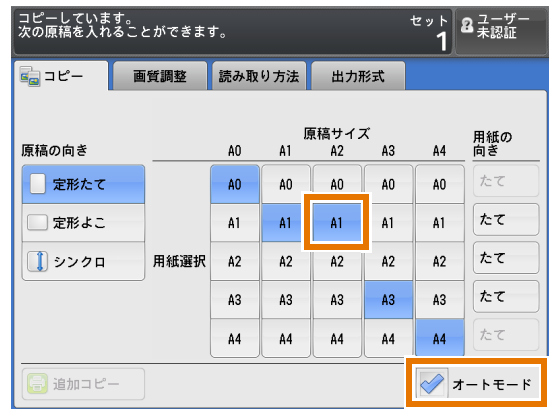 コピーしています。
次の原稿を入れることができます。
セット
1
ユーザー
未認証
コピー
画質調整
読み取り方法
出力形式
原稿の向き
定形たて
定形よこ
シンクロ
原稿サイズ
A0 A1 A2 A3 A4
用紙選択
A0 A0 A0 A0 A0
A1 A1 A1 A1 A1
A2 A2 A2 A2 A2
A3 A3 A3 A3 A3
A4 A4 A4 A4 A4
用紙の
向き
たて
たて
たて
たて
たて
追加コピー
オートモード